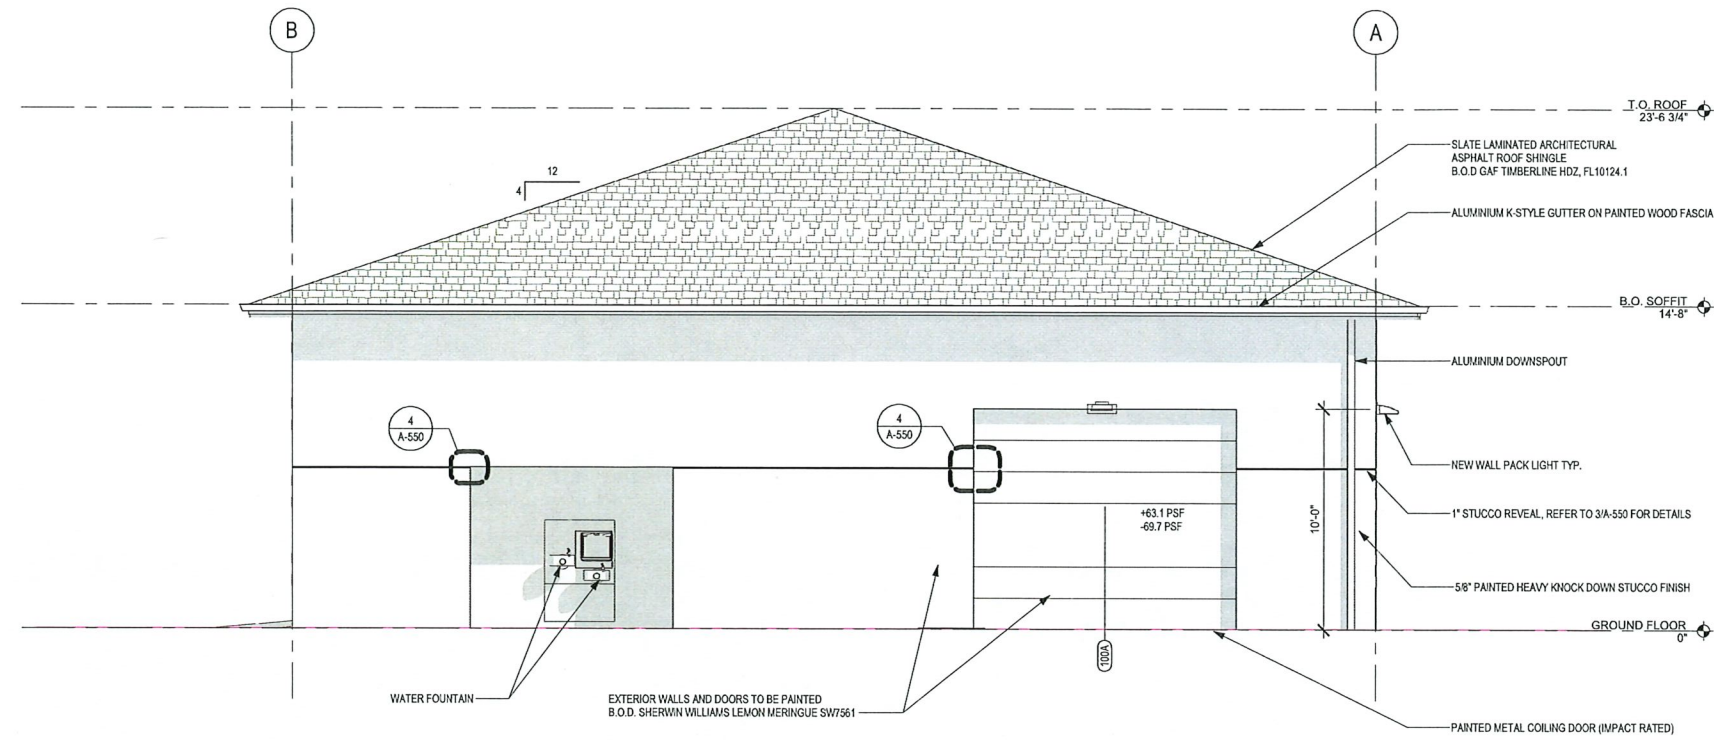 B
A
T.O. ROOF
23'-6 3/4"
SLATE LAMINATED ARCHITECTURAL
ASPHALT ROOF SHINGLE
B.O.D GAF TIMBERLINE HDZ, FL10124.1
12
4
ALUMINIUM K-STYLE GUTTER ON PAINTED WOOD FASCIA
B.O. SOFFIT
14'-8"
ALUMINIUM DOWNSPOUT
4
A-550
4
A-550
NEW WALL PACK LIGHT TYP.
+63.1 PSF
-69.7 PSF
10'-0"
1" STUCCO REVEAL, REFER TO 3/A-550 FOR DETAILS
5/8" PAINTED HEAVY KNOCK DOWN STUCCO FINISH
GROUND FLOOR
0"
100A
WATER FOUNTAIN
EXTERIOR WALLS AND DOORS TO BE PAINTED
B.O.D. SHERWIN WILLIAMS LEMON MERINGUE SW7561
PAINTED METAL COILING DOOR (IMPACT RATED)